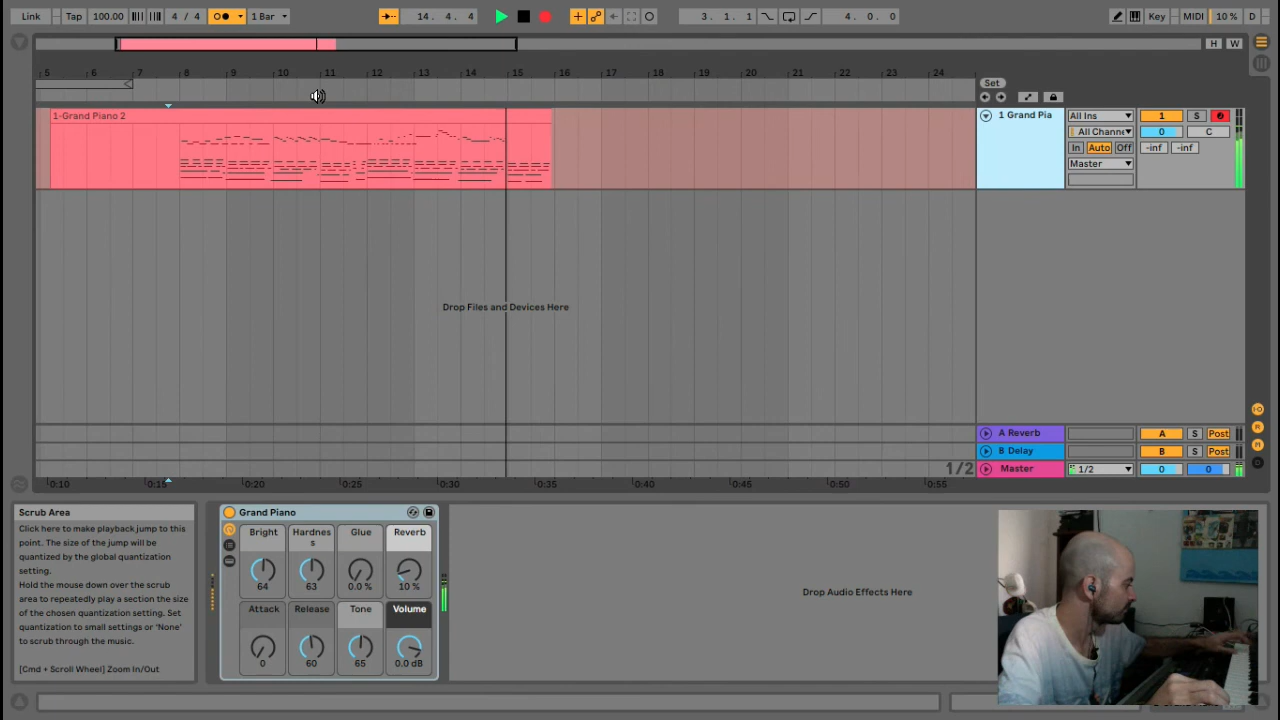 Link Tap 100.00 4 / 4 1 Bar 14. 4. 4 3. 1. 1 4. 0. 0 Key MIDI 10 % D
H W
5 6 7 8 9 10 11 12 13 14 15 16 17 18 19 20 21 22 23 24
Set
1-Grand Piano 2
1 Grand Pia All Ins 1 S
All Channe 0 C
In Auto Off -inf -inf
Master
Drop Files and Devices Here
A Reverb A S Post
B Delay B S Post
1/2 Master 1/2 0 0
0:10 0:15 0:20 0:25 0:30 0:35 0:40 0:45 0:50 0:55
Scrub Area
Click here to make playback jump to this
point. The size of the jump will be
quantized by the global quantization
setting.
Hold the mouse down over the scrub
area to repeatedly play a section the size
of the chosen quantization setting. Set
quantization to small settings or 'None'
to scrub through the music.
[Cmd + Scroll Wheel] Zoom In/Out
Grand Piano
Bright Hardnes
s Glue Reverb
64 63 0.0 % 10 %
Attack Release Tone Volume
0 60 65 0.0 dB
Drop Audio Effects Here